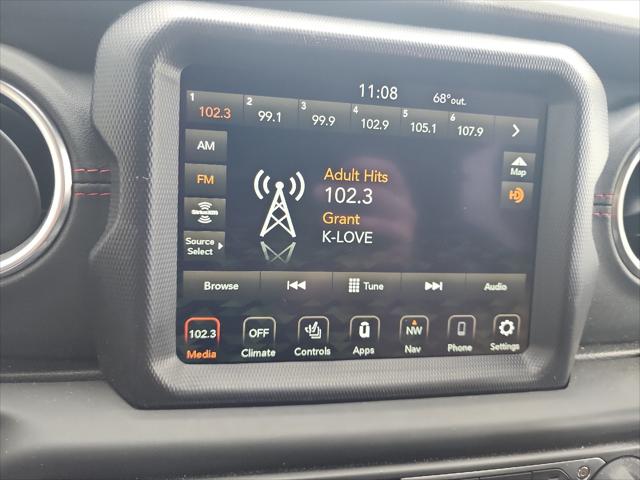 11:08 68°out.
1 102.3 2 99.1 3 99.9 4 102.9 5 105.1 6 107.9
AM
FM
SiriusXM
Source Select
Adult Hits
102.3
Grant
K-LOVE
Map
HD
Browse Tune Audio
102.3 OFF NW
Media Climate Controls Apps Nav Phone Settings